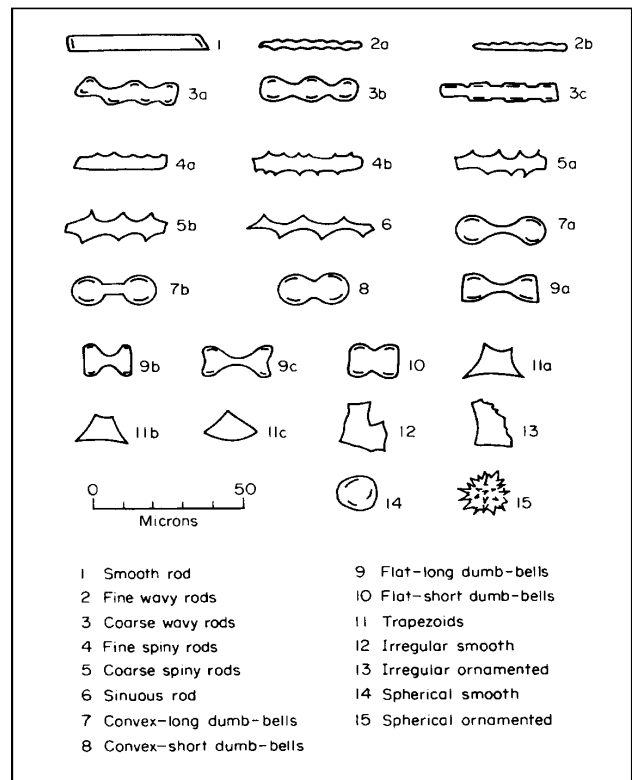 1 2a 2b
3a 3b 3c
4a 4b 5a
5b 6 7a
7b 8 9a
9b 9c 10 11a
11b 11c 12 13
0 50
Microns
14 15
1 Smooth rod
2 Fine wavy rods
3 Coarse wavy rods
4 Fine spiny rods
5 Coarse spiny rods
6 Sinuous rod
7 Convex-long dumb-bells
8 Convex-short dumb-bells
9 Flat-long dumb-bells
10 Flat-short dumb-bells
11 Trapezoids
12 Irregular smooth
13 Irregular ornamented
14 Spherical smooth
15 Spherical ornamented